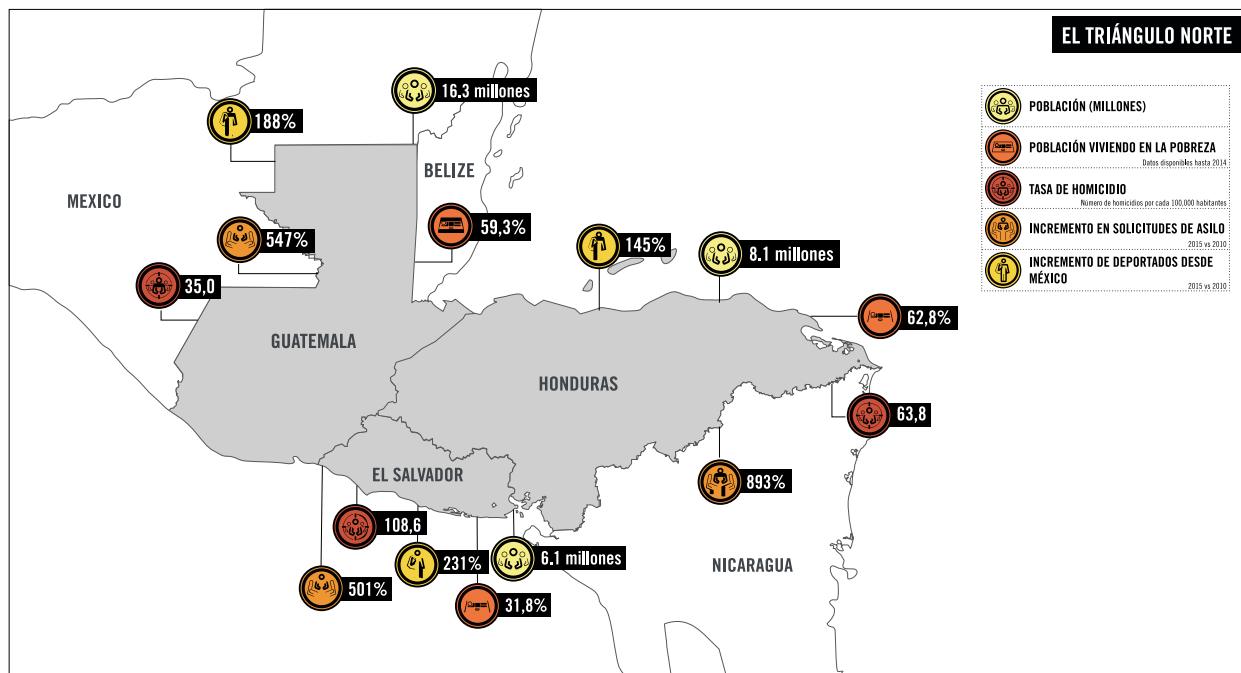 EL TRIÁNGULO NORTE
POBLACIÓN (MILLONES)
POBLACIÓN VIVIENDO EN LA POBREZA
Datos disponibles hasta 2014
TASA DE HOMICIDIO
Número de homicidios por cada 100,000 habitantes
INCREMENTO EN SOLICITUDES DE ASILO
2015 vs 2010
INCREMENTO DE DEPORTADOS DESDE
MÉXICO
2015 vs 2010
16.3 millones
188%
BELIZE
MEXICO
59,3%
547%
145%
8.1 millones
35,0
62,8%
GUATEMALA
HONDURAS
63,8
EL SALVADOR
893%
108,6
6.1 millones
231%
NICARAGUA
501%
31,8%